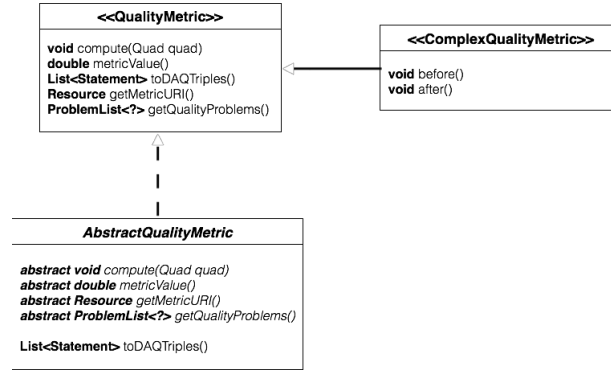 <<QualityMetric>>
void compute(Quad quad)
double metricValue()
List<Statement> toDAQTriples()
Resource getMetricURI()
ProblemList<?> getQualityProblems()
<<ComplexQualityMetric>>
void before()
void after()
AbstractQualityMetric
abstract void compute(Quad quad)
abstract double metricValue()
abstract Resource getMetricURI()
abstract ProblemList<?> getQualityProblems()
List<Statement> toDAQTriples()